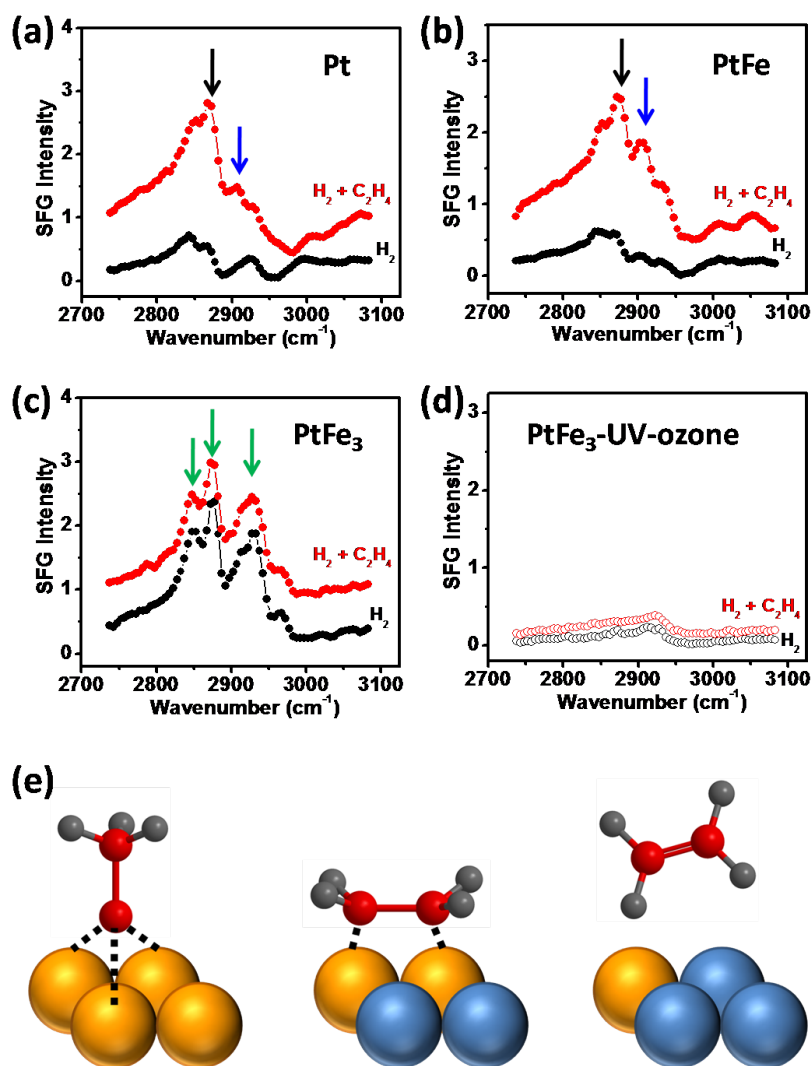 (a)
Pt
4
3
2
1
0
SFG Intensity
H₂ + C₂H₄
H₂
2700 2800 2900 3000 3100
Wavenumber (cm⁻¹)
(b)
PtFe
3
2
1
0
SFG Intensity
H₂ + C₂H₄
H₂
2700 2800 2900 3000 3100
Wavenumber (cm⁻¹)
(c)
PtFe₃
4
3
2
1
0
SFG Intensity
H₂ + C₂H₄
H₂
2700 2800 2900 3000 3100
Wavenumber (cm⁻¹)
(d)
PtFe₃-UV-ozone
3
2
1
0
SFG Intensity
H₂ + C₂H₄
H₂
2700 2800 2900 3000 3100
Wavenumber (cm⁻¹)
(e)